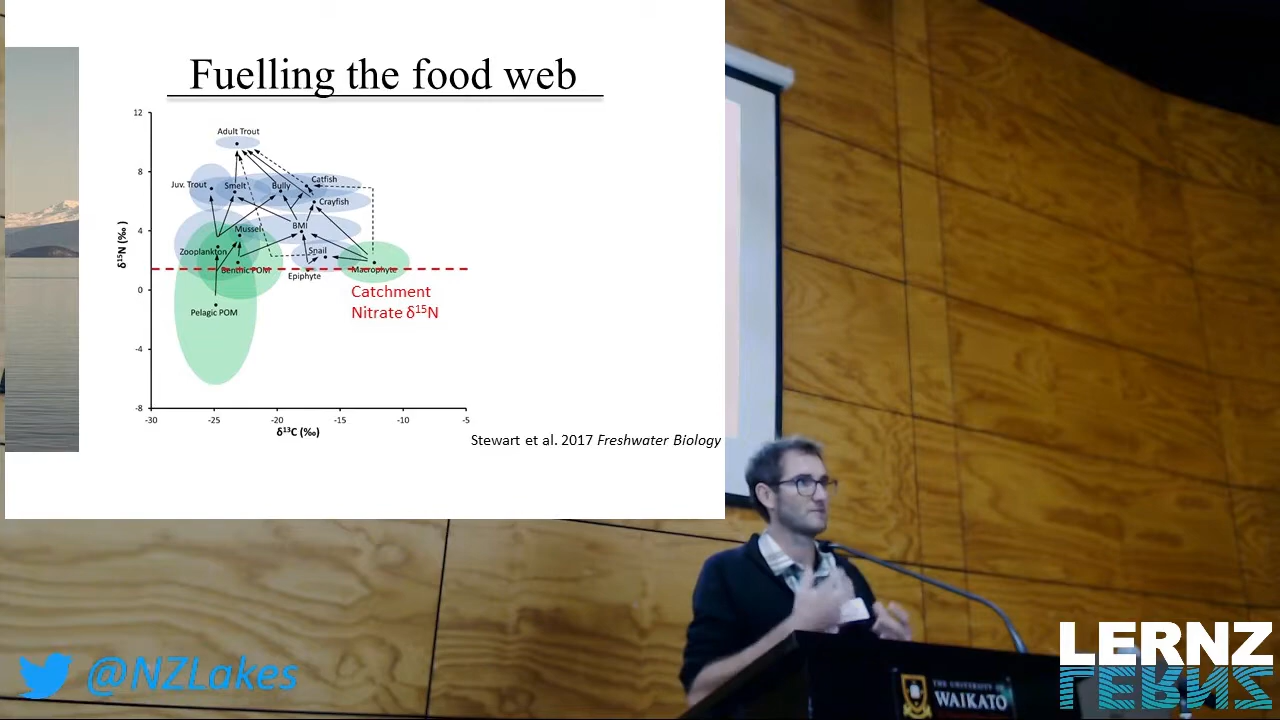 Fuelling the food web
12
8
4
0
-4
-8
δ¹⁵N (‰)
Adult Trout
Juv. Trout
Smelt
Bully
Catfish
Crayfish
Mussel
BMI
Zooplankton
Snail
Benthic POM
Epiphyte
Macrophyte
Pelagic POM
Catchment
Nitrate δ¹⁵N
-30 -25 -20 -15 -10 -5
δ¹³C (‰)
Stewart et al. 2017 Freshwater Biology
@NZLakes
THE UNIVERSITY OF
WAIKATO
LERNZ
LERNZ